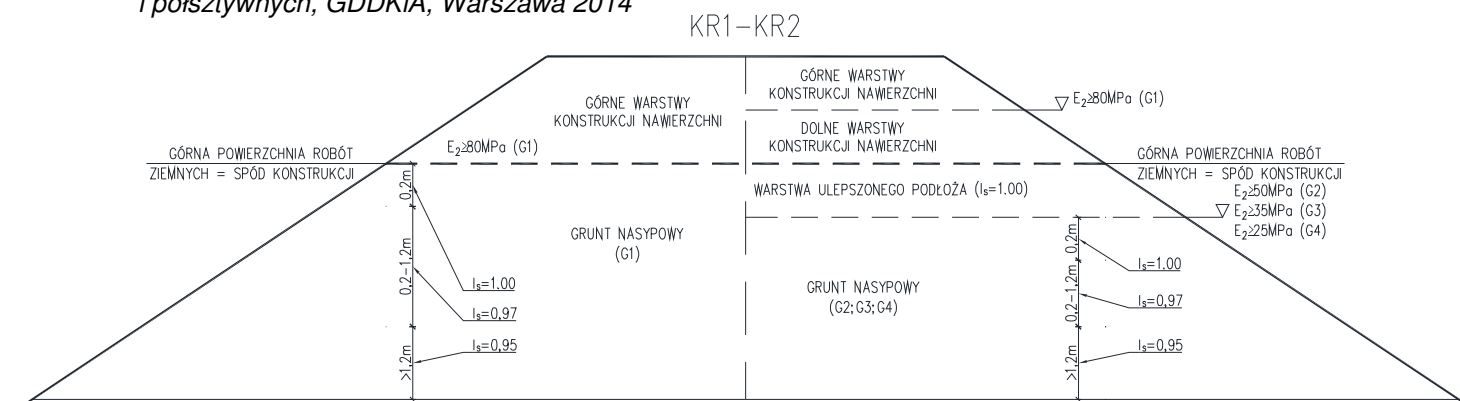 i półsztywnych, GDDKiA, Warszawa 2014
KR1-KR2
GÓRNE WARSTWY
KONSTRUKCJI NAWIERZCHNI
GÓRNE WARSTWY
KONSTRUKCJI NAWIERZCHNI
E₂≥80MPa (G1)
DOLNE WARSTWY
KONSTRUKCJI NAWIERZCHNI
E₂≥80MPa (G1)
GÓRNA POWIERZCHNIA ROBÓT
ZIEMNYCH = SPÓD KONSTRUKCJI
GÓRNA POWIERZCHNIA ROBÓT
ZIEMNYCH = SPÓD KONSTRUKCJI
WARSTWA ULEPSZONEGO PODŁOŻA (Iₛ=1.00)
E₂≥50MPa (G2)
E₂≥35MPa (G3)
E₂≥25MPa (G4)
GRUNT NASYPOWY
(G1)
0,2m
0,2-1,2m
>1,2m
Iₛ=1.00
Iₛ=0,97
Iₛ=0,95
GRUNT NASYPOWY
(G2;G3;G4)
0,2m
0,2-1,2m
>1,2m
Iₛ=1.00
Iₛ=0,97
Iₛ=0,95